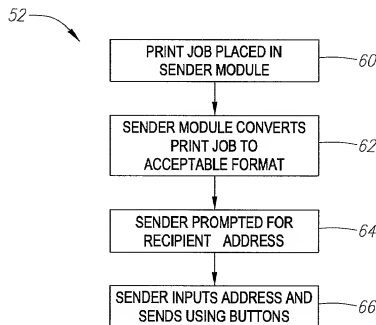 52
PRINT JOB PLACED IN
SENDER MODULE
60
SENDER MODULE CONVERTS
PRINT JOB TO
ACCEPTABLE FORMAT
62
SENDER PROMPTED FOR
RECIPIENT ADDRESS
64
SENDER INPUTS ADDRESS AND
SENDS USING BUTTONS
66